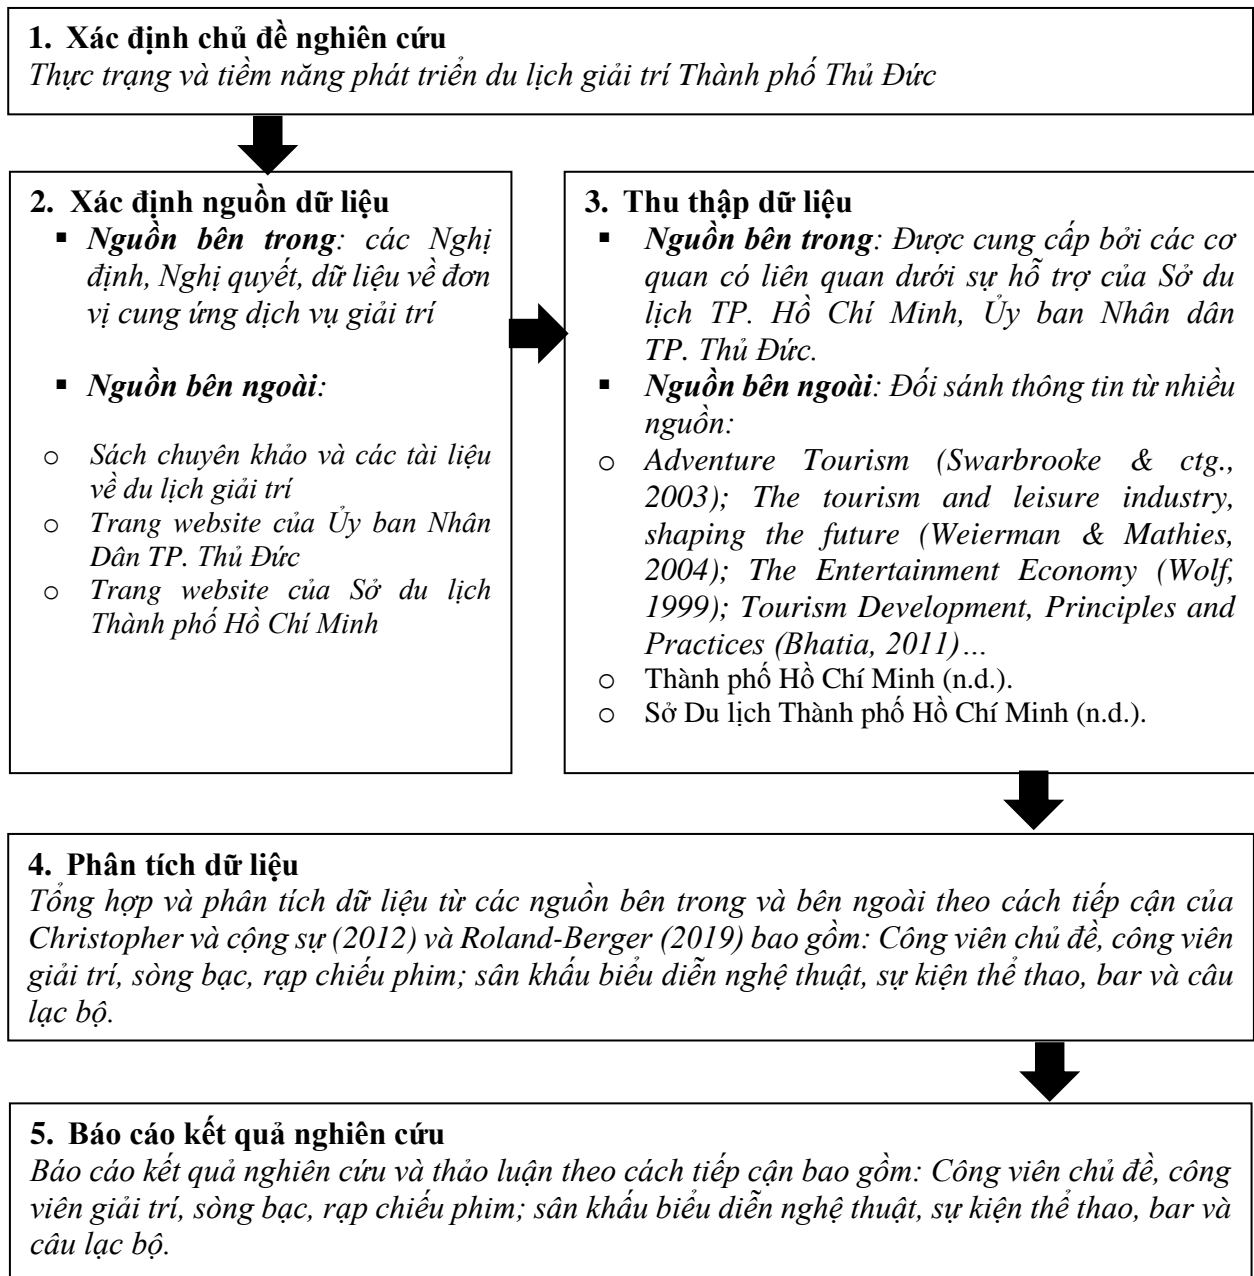 1. Xác định chủ đề nghiên cứu
Thực trạng và tiềm năng phát triển du lịch giải trí Thành phố Thủ Đức
2. Xác định nguồn dữ liệu
▪ Nguồn bên trong: các Nghị
định, Nghị quyết, dữ liệu về đơn
vị cung ứng dịch vụ giải trí
▪ Nguồn bên ngoài:
o Sách chuyên khảo và các tài liệu
về du lịch giải trí
o Trang website của Ủy ban Nhân
Dân TP. Thủ Đức
o Trang website của Sở du lịch
Thành phố Hồ Chí Minh
3. Thu thập dữ liệu
▪ Nguồn bên trong: Được cung cấp bởi các cơ
quan có liên quan dưới sự hỗ trợ của Sở du
lịch TP. Hồ Chí Minh, Ủy ban Nhân dân
TP. Thủ Đức.
▪ Nguồn bên ngoài: Đối sánh thông tin từ nhiều
nguồn:
o Adventure Tourism (Swarbrooke & ctg.,
2003); The tourism and leisure industry,
shaping the future (Weierman & Mathies,
2004); The Entertainment Economy (Wolf,
1999); Tourism Development, Principles and
Practices (Bhatia, 2011)…
o Thành phố Hồ Chí Minh (n.d.).
o Sở Du lịch Thành phố Hồ Chí Minh (n.d.).
4. Phân tích dữ liệu
Tổng hợp và phân tích dữ liệu từ các nguồn bên trong và bên ngoài theo cách tiếp cận của
Christopher và cộng sự (2012) và Roland-Berger (2019) bao gồm: Công viên chủ đề, công viên
giải trí, sòng bạc, rạp chiếu phim; sân khấu biểu diễn nghệ thuật, sự kiện thể thao, bar và câu
lạc bộ.
5. Báo cáo kết quả nghiên cứu
Báo cáo kết quả nghiên cứu và thảo luận theo cách tiếp cận bao gồm: Công viên chủ đề, công
viên giải trí, sòng bạc, rạp chiếu phim; sân khấu biểu diễn nghệ thuật, sự kiện thể thao, bar và
câu lạc bộ.